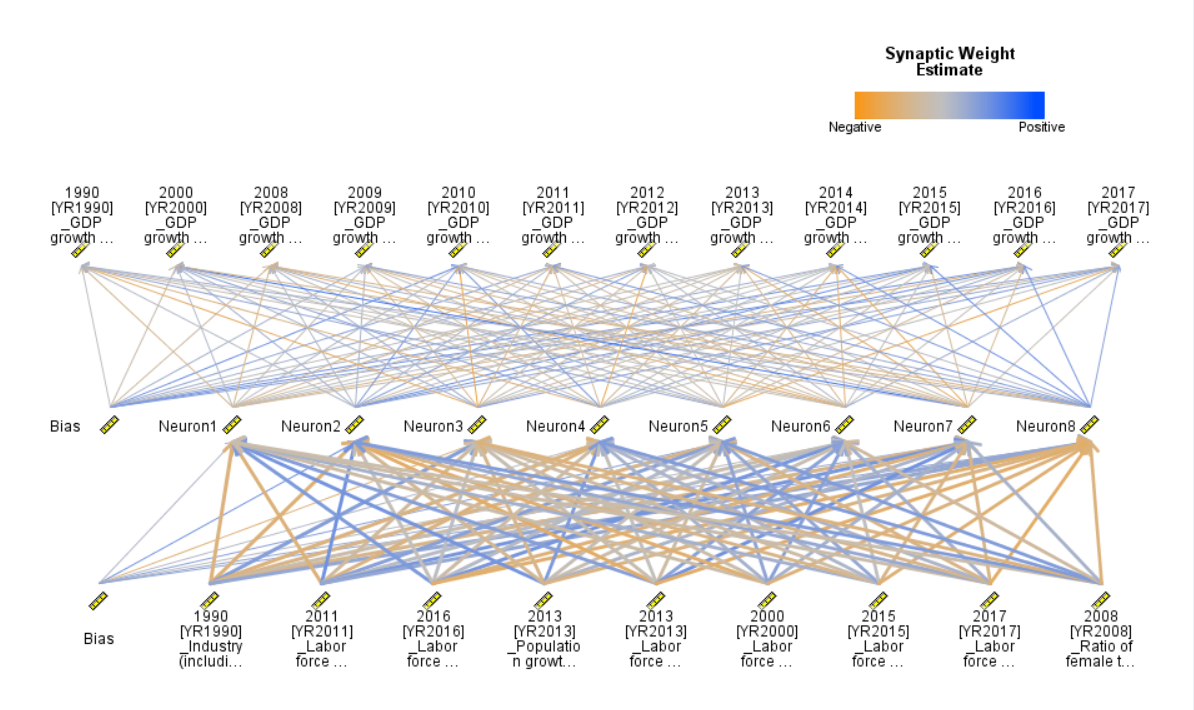 Synaptic Weight
Estimate
Negative Positive
1990 2000 2008 2009 2010 2011 2012 2013 2014 2015 2016 2017
[YR1990] [YR2000] [YR2008] [YR2009] [YR2010] [YR2011] [YR2012] [YR2013] [YR2014] [YR2015] [YR2016] [YR2017]
_GDP _GDP _GDP _GDP _GDP _GDP _GDP _GDP _GDP _GDP _GDP _GDP
growth ... growth ... growth ... growth ... growth ... growth ... growth ... growth ... growth ... growth ... growth ... growth ...
Bias Neuron1 Neuron2 Neuron3 Neuron4 Neuron5 Neuron6 Neuron7 Neuron8
1990 2011 2016 2013 2013 2000 2015 2017 2008
[YR1990] [YR2011] [YR2016] [YR2013] [YR2013] [YR2000] [YR2015] [YR2017] [YR2008]
Bias _Industry _Labor _Labor _Populatio _Labor _Labor _Labor _Labor _Ratio of
(includi... force ... force ... n growt... force ... force ... force ... force ... female t...